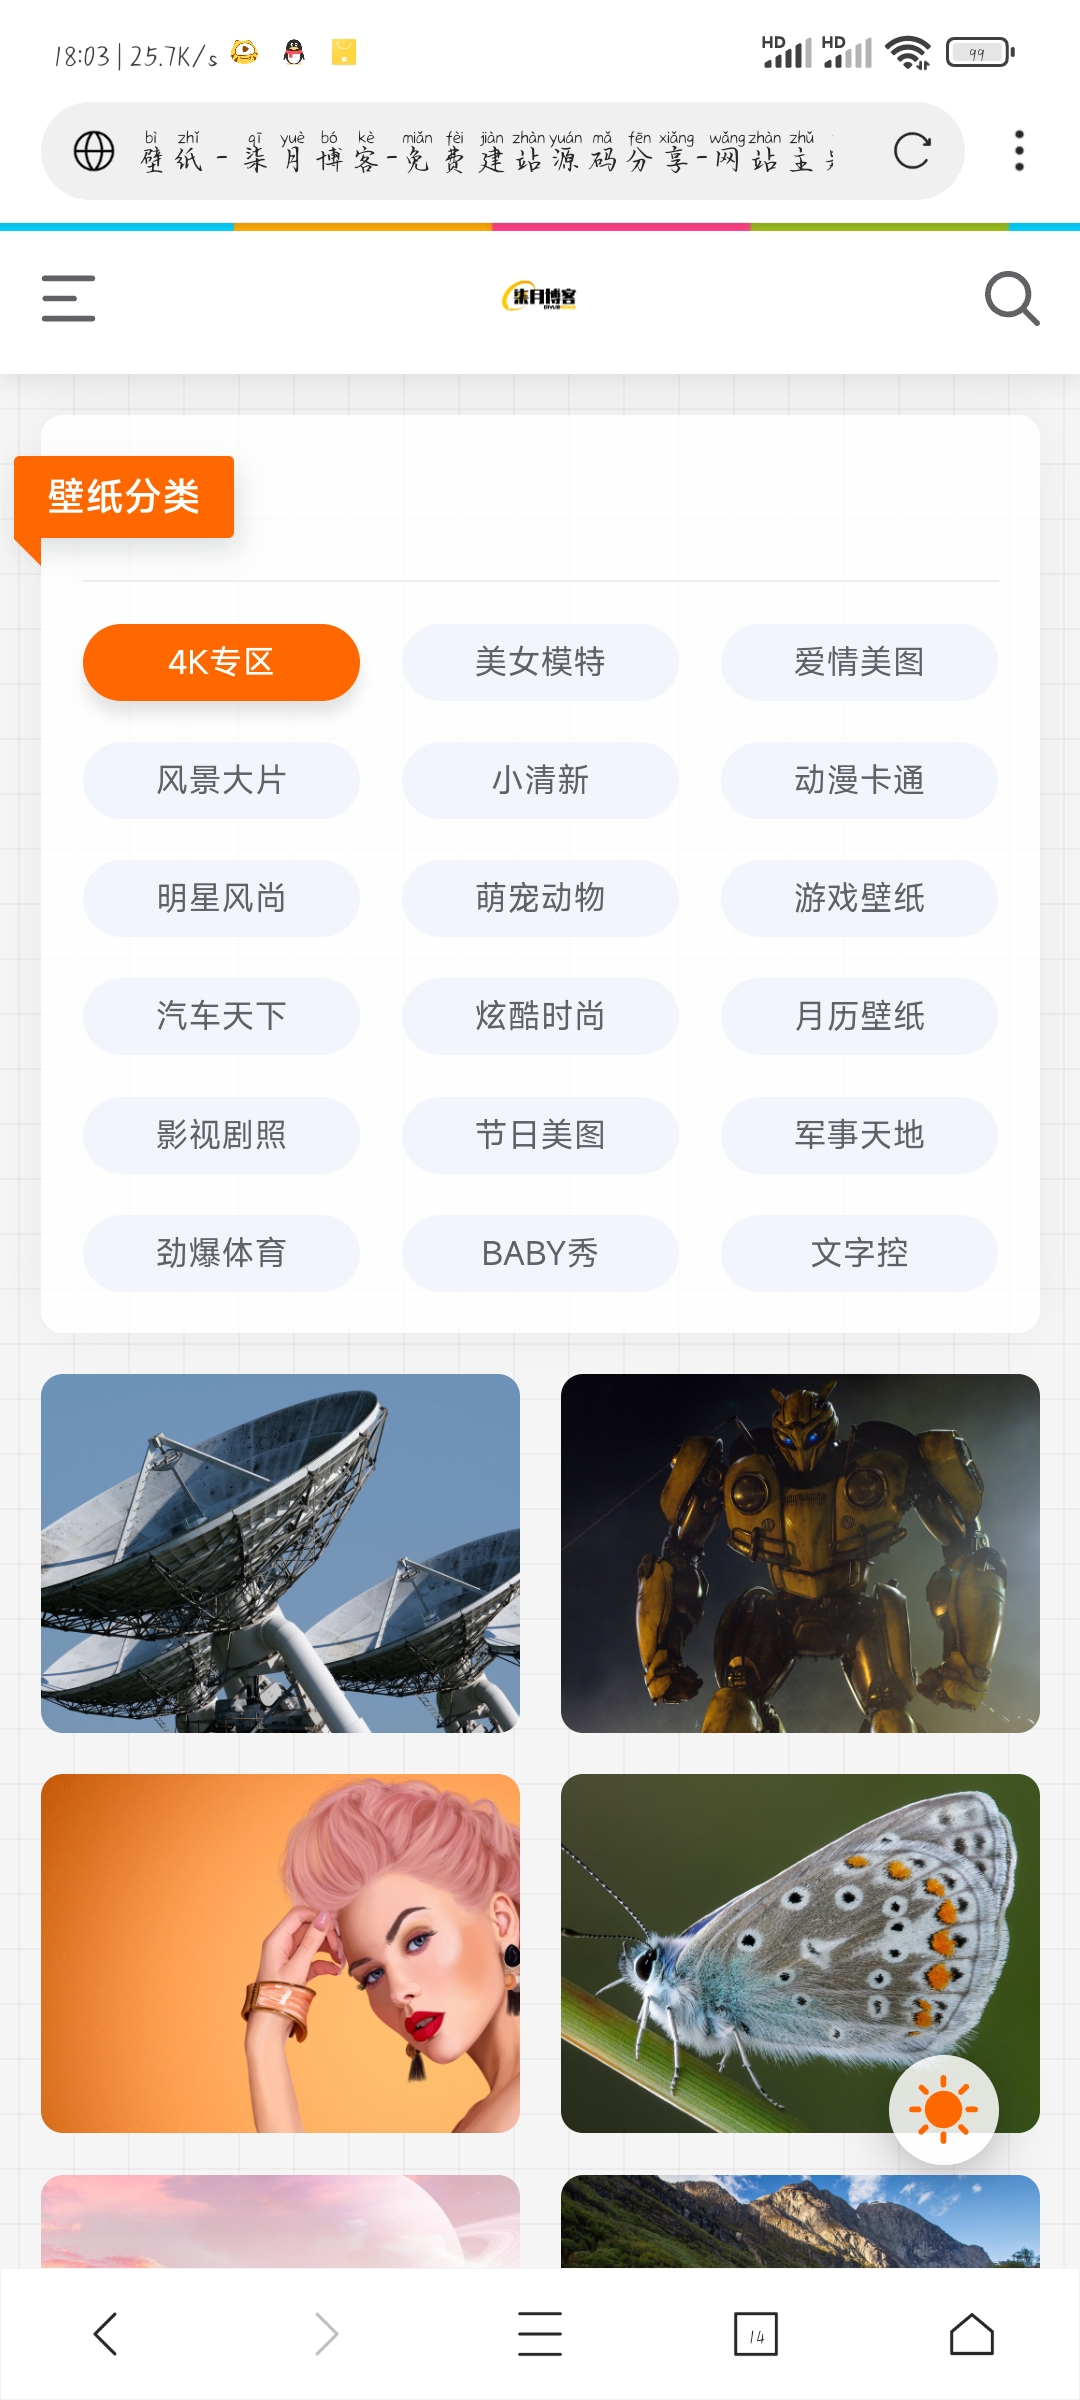 18:03 | 25.7K/s HD HD 99
bì zhǐ qī yuè bó kè miǎn fèi jiàn zhàn yuán mǎ fēn xiǎng wǎng zhàn zhǔ
壁纸 - 柒月博客-免费建站源码分享-网站主
柒月博客
壁纸分类
4K专区 美女模特 爱情美图
风景大片 小清新 动漫卡通
明星风尚 萌宠动物 游戏壁纸
汽车天下 炫酷时尚 月历壁纸
影视剧照 节日美图 军事天地
劲爆体育 BABY秀 文字控
14